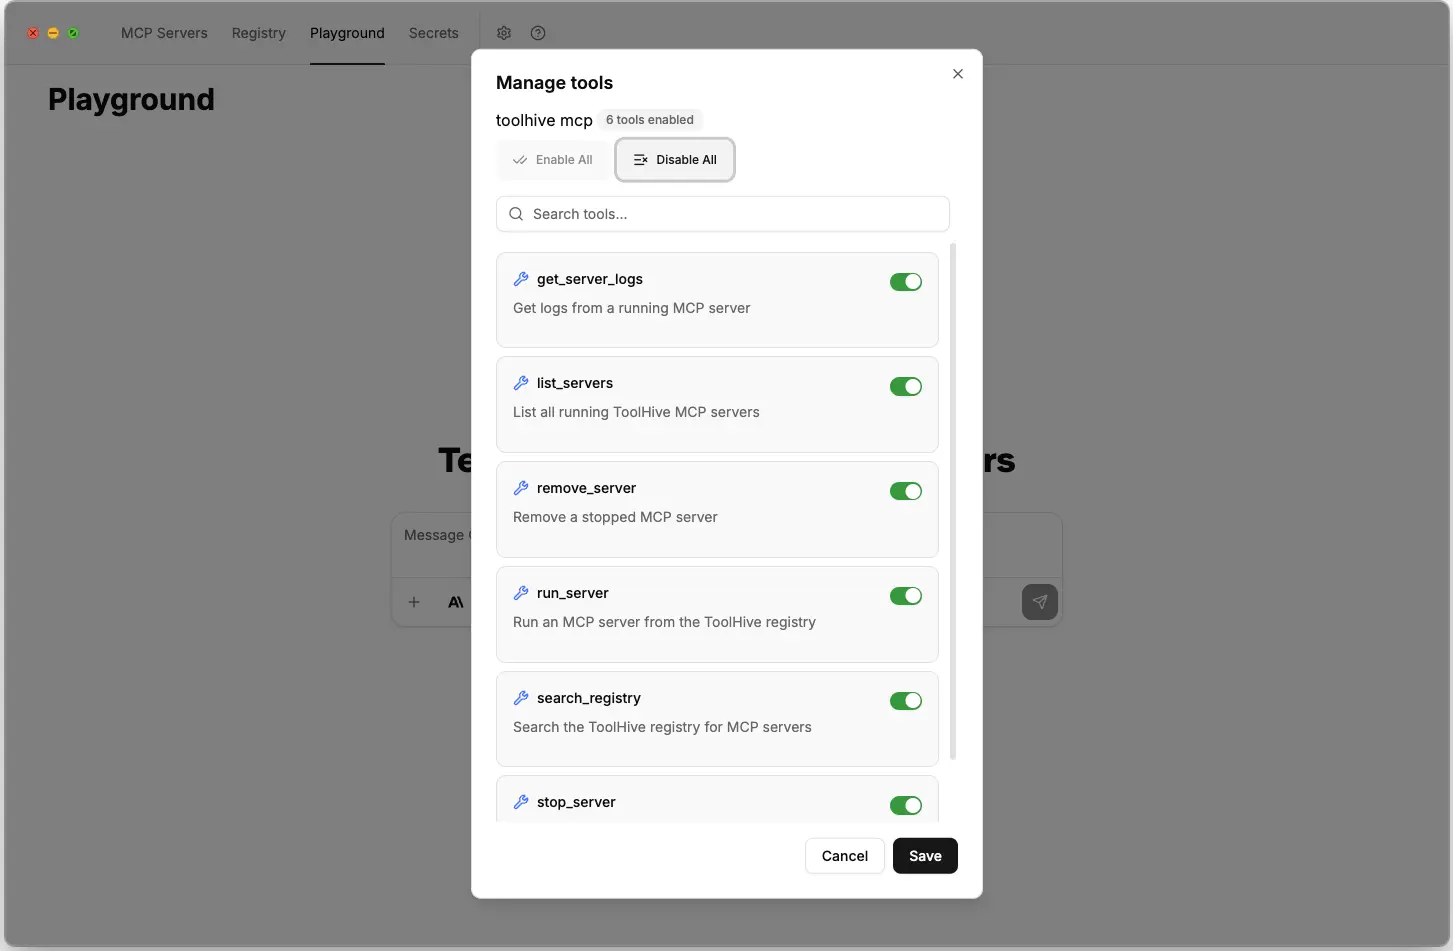 MCP Servers Registry Playground Secrets
Playground
Manage tools
toolhive mcp 6 tools enabled
Enable All Disable All
Search tools...
get_server_logs
Get logs from a running MCP server
list_servers
List all running ToolHive MCP servers
remove_server
Remove a stopped MCP server
run_server
Run an MCP server from the ToolHive registry
search_registry
Search the ToolHive registry for MCP servers
stop_server
Message
Cancel Save